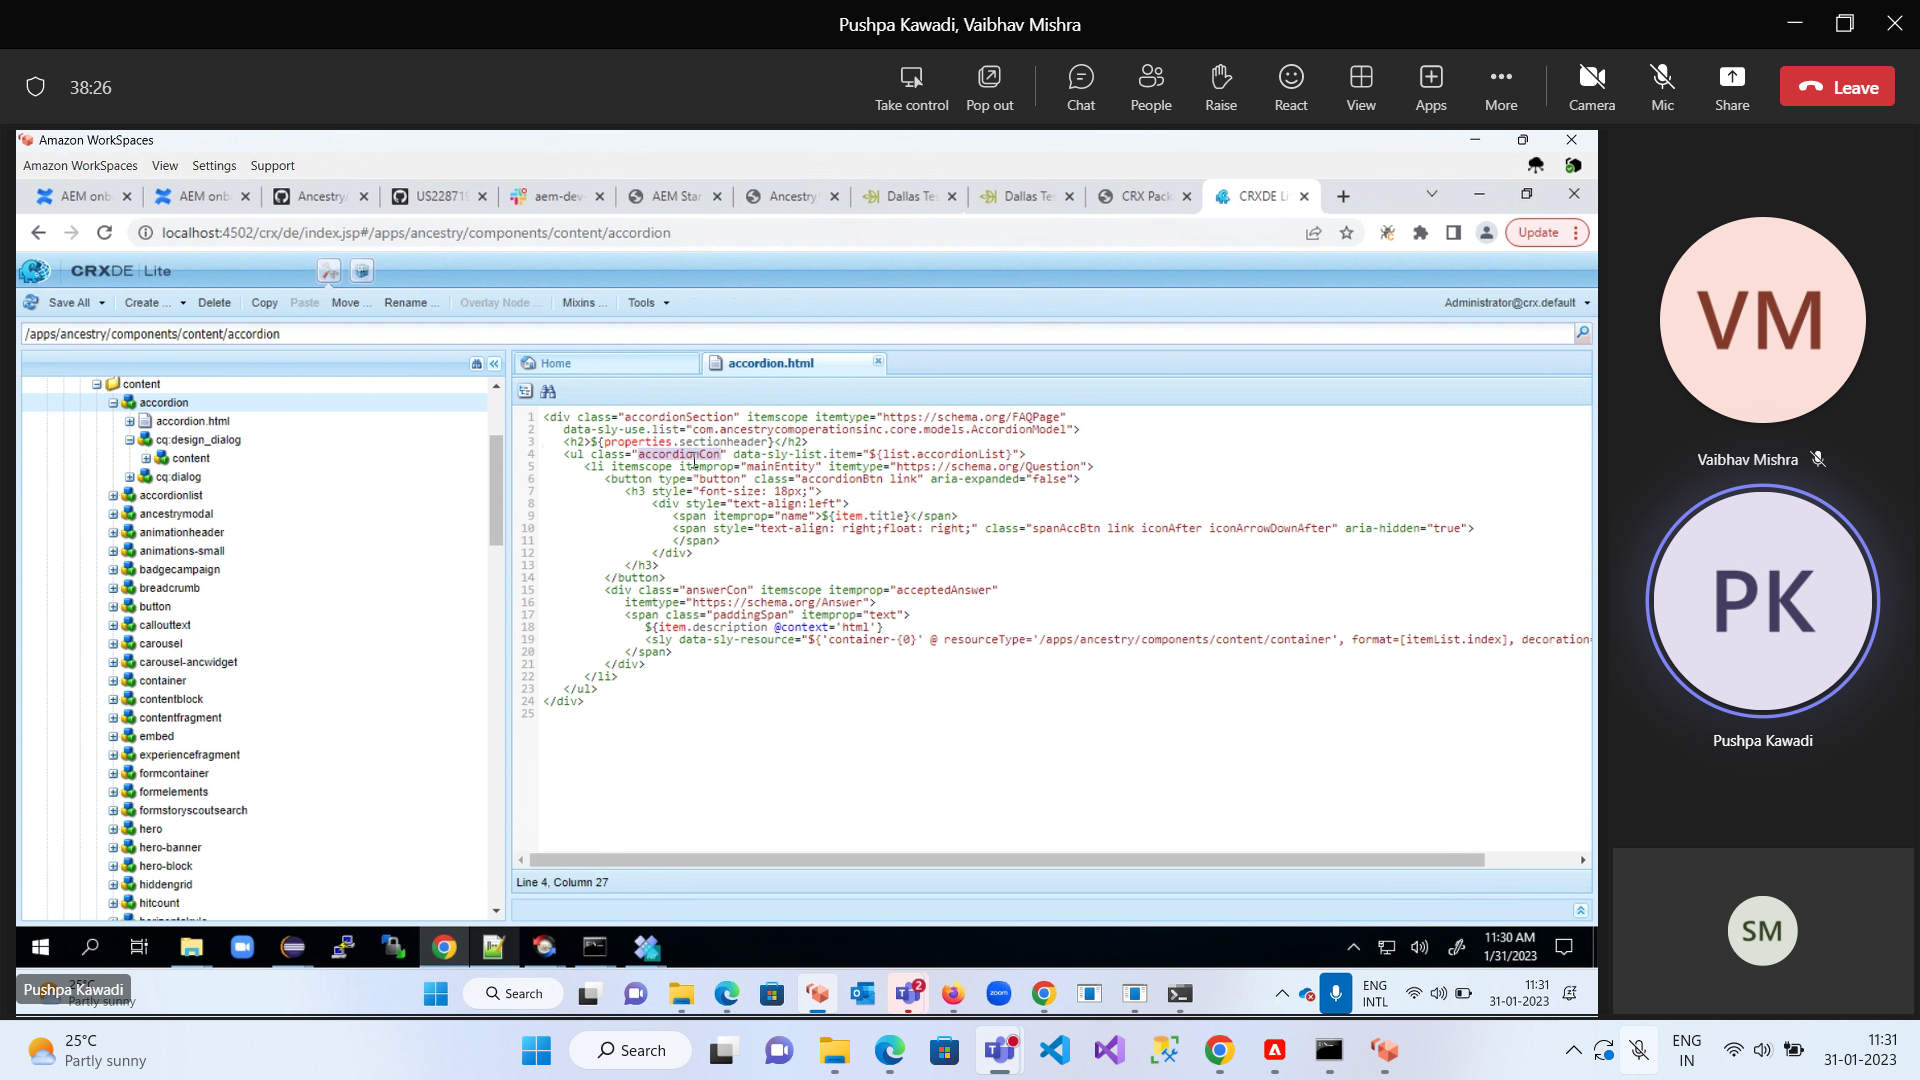 Pushpa Kawadi, Vaibhav Mishra
38:26
Take control
Pop out
Chat
People
Raise
React
View
Apps
More
Camera
Mic
Share
Leave
Amazon WorkSpaces
Amazon WorkSpaces View Settings Support
AEM onb
AEM onb
Ancestry
US22871
aem-dev
AEM Star
Ancestry
Dallas Te
Dallas Te
CRX Pack
CRXDE Li
localhost:4502/crx/de/index.jsp#/apps/ancestry/components/content/accordion
Update
CRXDE | Lite
Save All Create ... Delete Copy Paste Move ... Rename ... Overlay Node ... Mixins ... Tools
Administrator@crx.default
/apps/ancestry/components/content/accordion
Home
accordion.html
content
accordion
accordion.html
cq:design_dialog
content
cq:dialog
accordionlist
ancestrymodal
animationheader
animations-small
badgecampaign
breadcrumb
button
callouttext
carousel
carousel-ancwidget
container
contentblock
contentfragment
embed
experiencefragment
formcontainer
formelements
formstoryscoutsearch
hero
hero-banner
hero-block
hiddengrid
hitcount
1 <div class="accordionSection" itemscope itemtype="https://schema.org/FAQPage"
2 data-sly-use.list="com.ancestrycomoperationsinc.core.models.AccordionModel">
3 <h2>${properties.sectionheader}</h2>
4 <ul class="accordionCon" data-sly-list.item="${list.accordionList}">
5 <li itemscope itemprop="mainEntity" itemtype="https://schema.org/Question">
6 <button type="button" class="accordionBtn link" aria-expanded="false">
7 <h3 style="font-size: 18px;">
8 <div style="text-align:left">
9 <span itemprop="name">${item.title}</span>
10 <span style="text-align: right;float: right;" class="spanAccBtn link iconAfter iconArrowDownAfter" aria-hidden="true">
11 </span>
12 </div>
13 </h3>
14 </button>
15 <div class="answerCon" itemscope itemprop="acceptedAnswer"
16 itemtype="https://schema.org/Answer">
17 <span class="paddingSpan" itemprop="text">
18 ${item.description @context='html'}
19 <sly data-sly-resource="${'container-{0}' @ resourceType='/apps/ancestry/components/content/container', format=[itemList.index], decoration
20 </span>
21 </div>
22 </li>
23 </ul>
24 </div>
25
Line 4, Column 27
11:30 AM
1/31/2023
Pushpa Kawadi
Partly sunny
Search
2
zoom
ENG
INTL
11:31
31-01-2023
VM
Vaibhav Mishra
PK
Pushpa Kawadi
SM
25°C
Partly sunny
Search
ENG
IN
11:31
31-01-2023